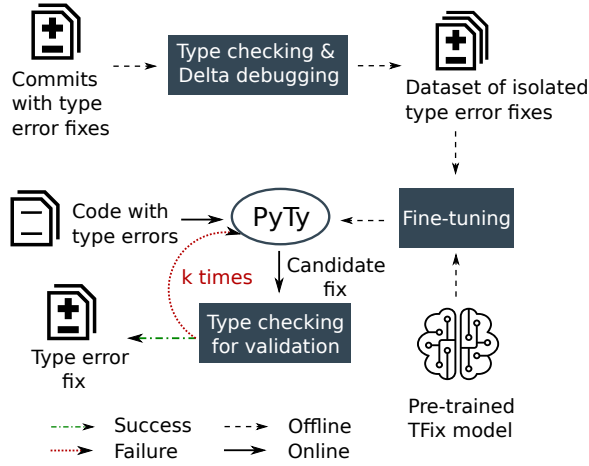 Commits
with type
error fixes
Type checking &
Delta debugging
Dataset of isolated
type error fixes
Code with
type errors
PyTy
Fine-tuning
k times
Candidate
fix
Type error
fix
Type checking
for validation
Pre-trained
TFix model
Success
Offline
Failure
Online